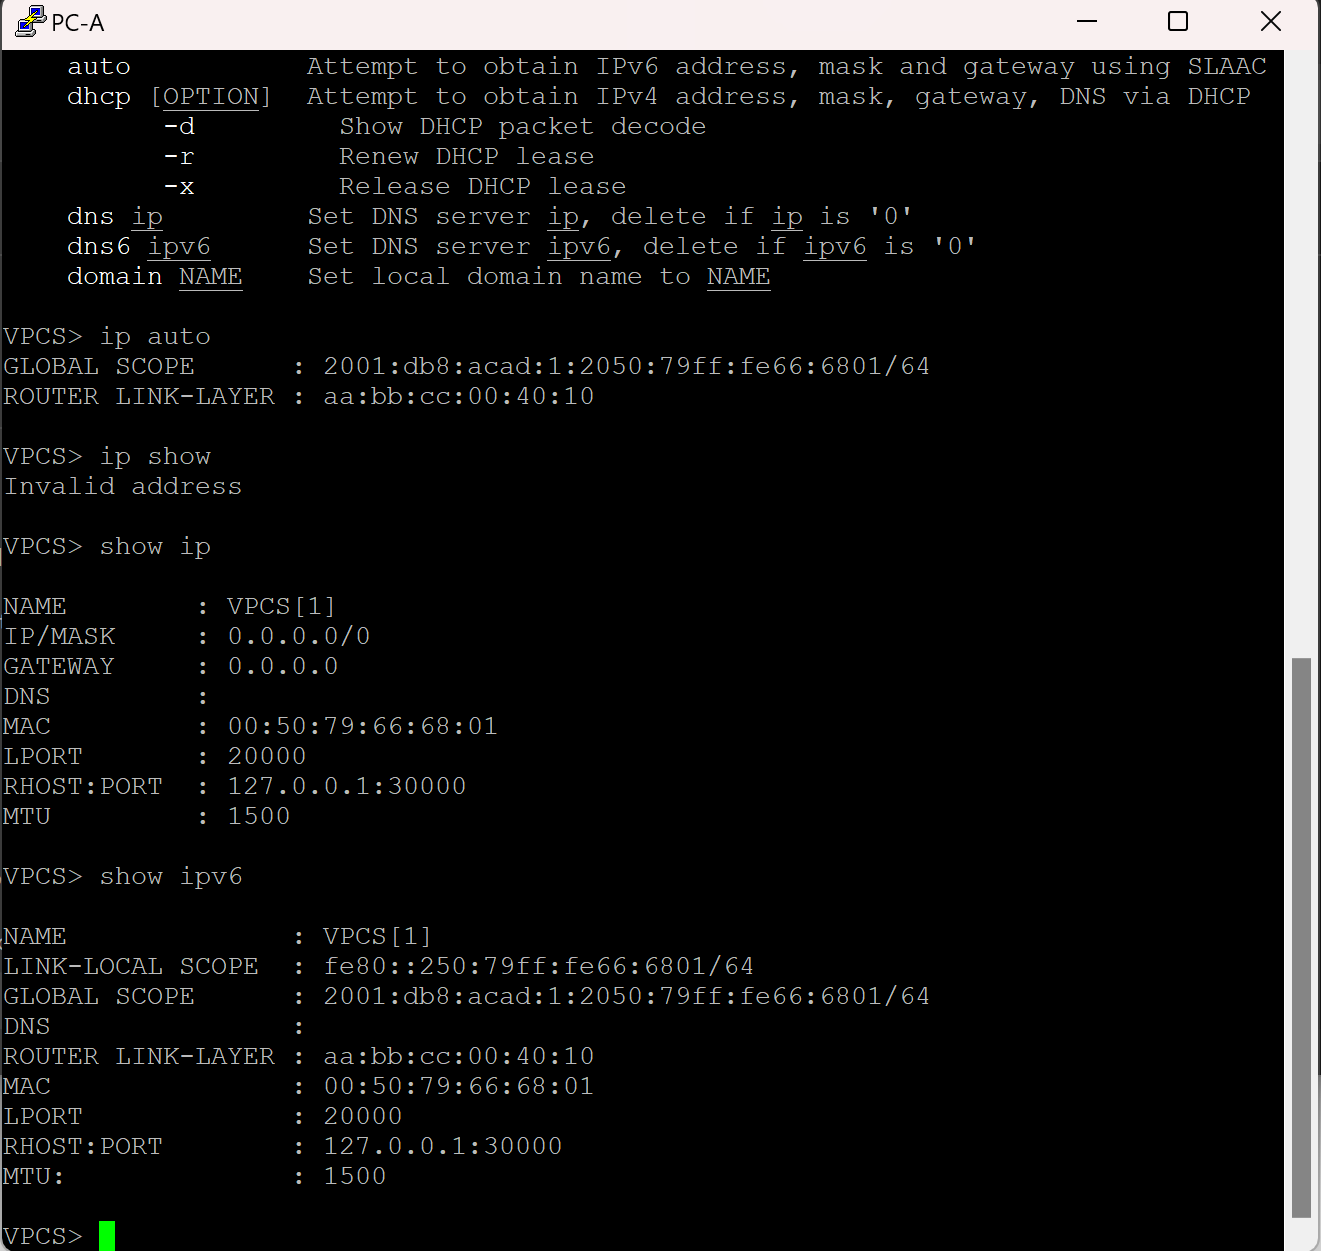 PC-A
auto Attempt to obtain IPv6 address, mask and gateway using SLAAC
dhcp [OPTION] Attempt to obtain IPv4 address, mask, gateway, DNS via DHCP
-d Show DHCP packet decode
-r Renew DHCP lease
-x Release DHCP lease
dns ip Set DNS server ip, delete if ip is '0'
dns6 ipv6 Set DNS server ipv6, delete if ipv6 is '0'
domain NAME Set local domain name to NAME
VPCS> ip auto
GLOBAL SCOPE : 2001:db8:acad:1:2050:79ff:fe66:6801/64
ROUTER LINK-LAYER : aa:bb:cc:00:40:10
VPCS> ip show
Invalid address
VPCS> show ip
NAME : VPCS[1]
IP/MASK : 0.0.0.0/0
GATEWAY : 0.0.0.0
DNS :
MAC : 00:50:79:66:68:01
LPORT : 20000
RHOST:PORT : 127.0.0.1:30000
MTU : 1500
VPCS> show ipv6
NAME : VPCS[1]
LINK-LOCAL SCOPE : fe80::250:79ff:fe66:6801/64
GLOBAL SCOPE : 2001:db8:acad:1:2050:79ff:fe66:6801/64
DNS :
ROUTER LINK-LAYER : aa:bb:cc:00:40:10
MAC : 00:50:79:66:68:01
LPORT : 20000
RHOST:PORT : 127.0.0.1:30000
MTU: : 1500
VPCS>